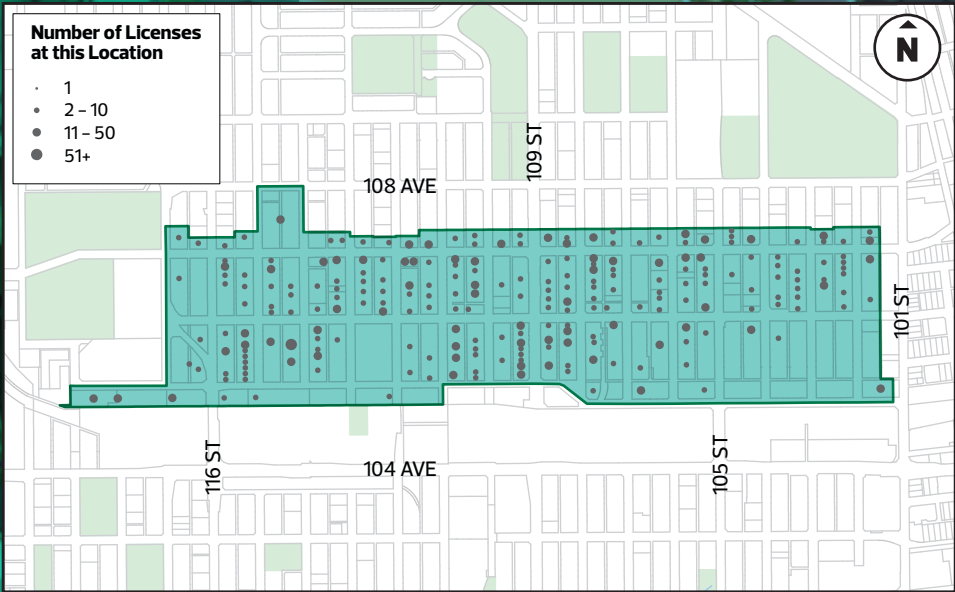 Number of Licenses
at this Location
1
2 – 10
11 – 50
51+
N
109 ST
108 AVE
101 ST
116 ST
104 AVE
105 ST